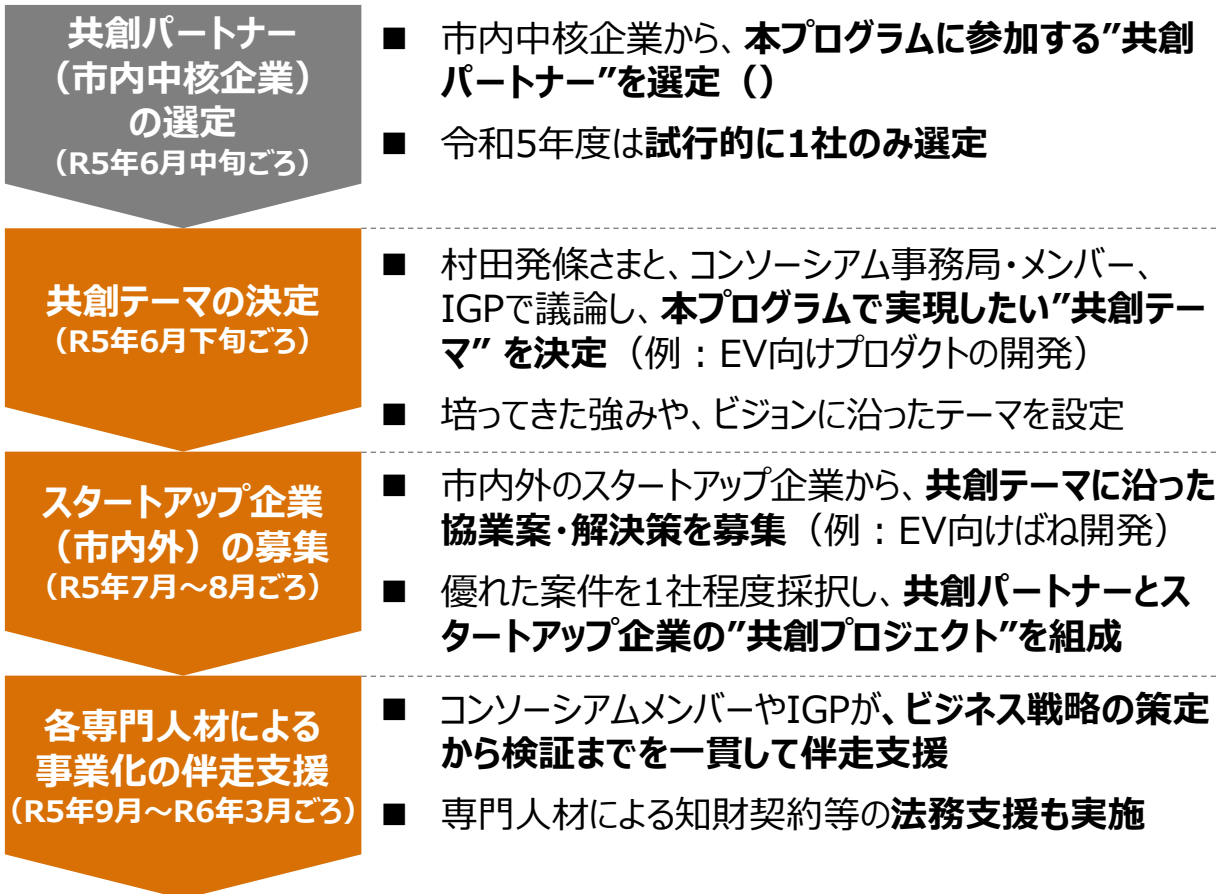 共創パートナー
（市内中核企業）
の選定
（R5年6月中旬ごろ）
■ 市内中核企業から、本プログラムに参加する”共創
パートナー”を選定（）
■ 令和5年度は試行的に1社のみ選定
共創テーマの決定
（R5年6月下旬ごろ）
■ 村田発條さまと、コンソーシアム事務局・メンバー、
IGPで議論し、本プログラムで実現したい”共創テー
マ” を決定（例：EV向けプロダクトの開発）
■ 培ってきた強みや、ビジョンに沿ったテーマを設定
スタートアップ企業
（市内外）の募集
（R5年7月～8月ごろ）
■ 市内外のスタートアップ企業から、共創テーマに沿った
協業案・解決策を募集（例：EV向けばね開発）
■ 優れた案件を1社程度採択し、共創パートナーとス
タートアップ企業の”共創プロジェクト”を組成
各専門人材による
事業化の伴走支援
（R5年9月～R6年3月ごろ）
■ コンソーシアムメンバーやIGPが、ビジネス戦略の策定
から検証までを一貫して伴走支援
■ 専門人材による知財契約等の法務支援も実施